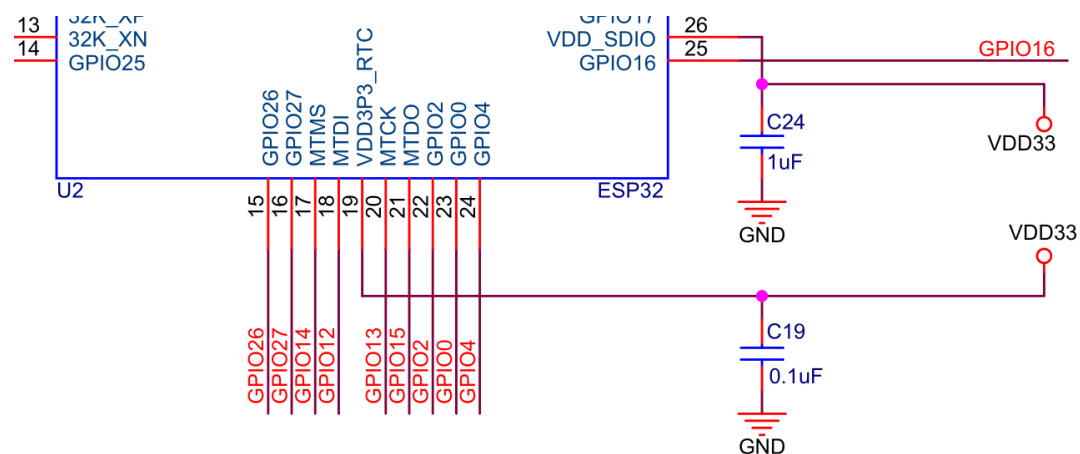 13
32K_XP
GPIO17
26
32K_XN
VDD_SDIO
14
25
GPIO16
GPIO25
GPIO16
GPIO26
GPIO27
MTMS
MTDI
VDD3P3_RTC
MTCK
MTDO
GPIO2
GPIO0
GPIO4
C24
1uF
VDD33
U2
ESP32
15
16
17
18
19
20
21
22
23
24
GND
VDD33
GPIO26
GPIO27
GPIO14
GPIO12
GPIO13
GPIO15
GPIO2
GPIO0
GPIO4
C19
0.1uF
GND